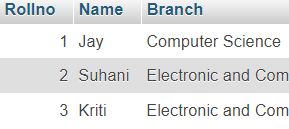 Rollno Name Branch
1 Jay Computer Science
2 Suhani Electronic and Com
3 Kriti Electronic and Com